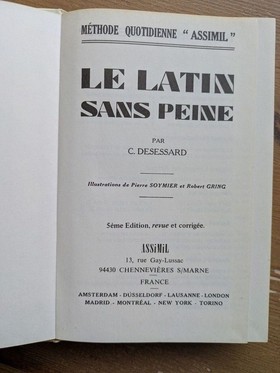 MÉTHODE QUOTIDIENNE "ASSIMIL"
LE LATIN
SANS PEINE
PAR
C. DESESSARD
Illustrations de Pierre SOYMIER et Robert GRING
5ème Edition, revue et corrigée.
ASSiMiL
13, rue Gay-Lussac
94430 CHENNEVIÈRES S/MARNE
FRANCE
AMSTERDAM - DÜSSELDORF - LAUSANNE - LONDON
MADRID - MONTRÉAL - NEW YORK - TORINO